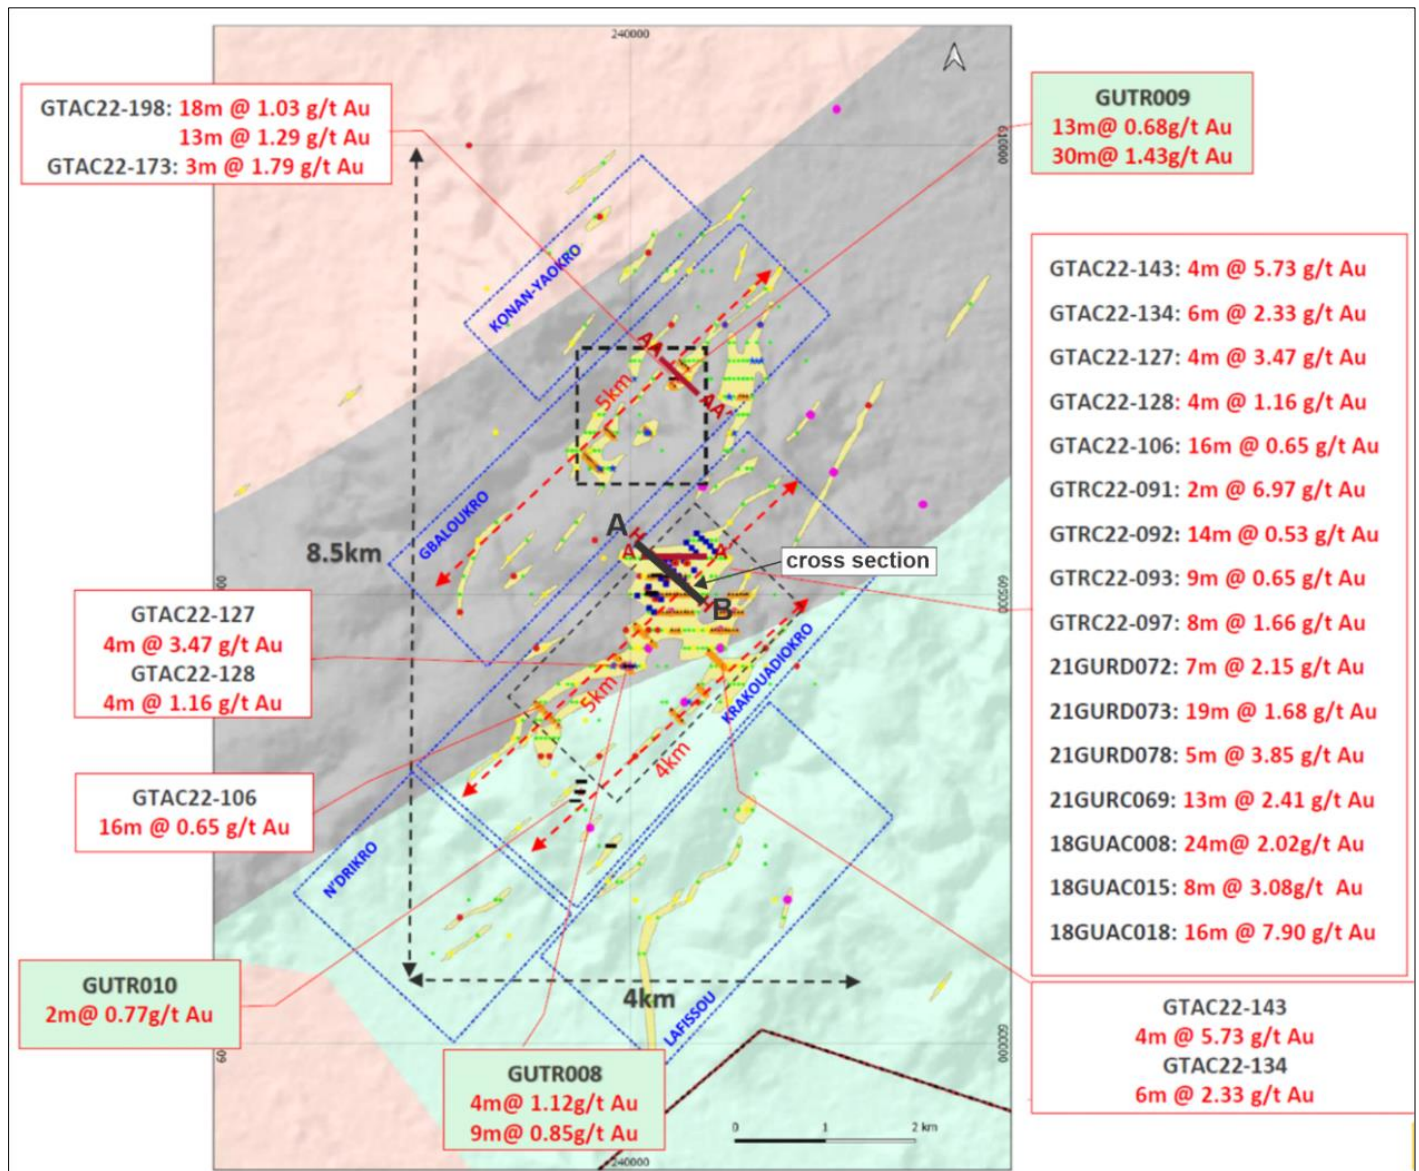 240000
GTAC22-198: 18m @ 1.03 g/t Au
13m @ 1.29 g/t Au
GTAC22-173: 3m @ 1.79 g/t Au
GUTR009
13m@ 0.68g/t Au
30m@ 1.43g/t Au
610000
KONAN-YAOKRO
AA
5km
AA'
GBALOUKRO
8.5km
A
A
A'
cross section
B
605000
GTAC22-143: 4m @ 5.73 g/t Au
GTAC22-134: 6m @ 2.33 g/t Au
GTAC22-127: 4m @ 3.47 g/t Au
GTAC22-128: 4m @ 1.16 g/t Au
GTAC22-106: 16m @ 0.65 g/t Au
GTRC22-091: 2m @ 6.97 g/t Au
GTRC22-092: 14m @ 0.53 g/t Au
GTRC22-093: 9m @ 0.65 g/t Au
GTRC22-097: 8m @ 1.66 g/t Au
21GURD072: 7m @ 2.15 g/t Au
21GURD073: 19m @ 1.68 g/t Au
21GURD078: 5m @ 3.85 g/t Au
21GURC069: 13m @ 2.41 g/t Au
18GUAC008: 24m@ 2.02g/t Au
18GUAC015: 8m @ 3.08g/t Au
18GUAC018: 16m @ 7.90 g/t Au
GTAC22-127
4m @ 3.47 g/t Au
GTAC22-128
4m @ 1.16 g/t Au
5km
KRAKOUADIOKRO
4km
GTAC22-106
16m @ 0.65 g/t Au
N'DRIKRO
GUTR010
2m@ 0.77g/t Au
4km
LAFISSOU
GTAC22-143
4m @ 5.73 g/t Au
GTAC22-134
6m @ 2.33 g/t Au
600000
GUTR008
4m@ 1.12g/t Au
9m@ 0.85g/t Au
0 1 2 km
240000